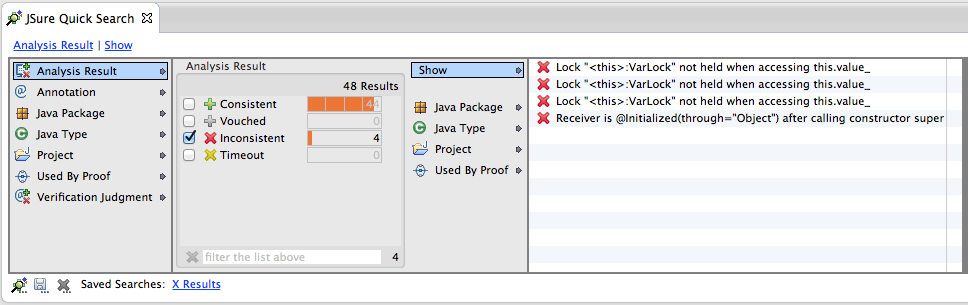 JSure Quick Search
Analysis Result | Show
Analysis Result
Annotation
Java Package
Java Type
Project
Used By Proof
Verification Judgment
Analysis Result
48 Results
Consistent 44
Vouched 0
Inconsistent 4
Timeout 0
filter the list above 4
Show
Java Package
Java Type
Project
Used By Proof
Lock "<this>:VarLock" not held when accessing this.value_
Lock "<this>:VarLock" not held when accessing this.value_
Lock "<this>:VarLock" not held when accessing this.value_
Receiver is @Initialized(through="Object") after calling constructor super
Saved Searches: X Results